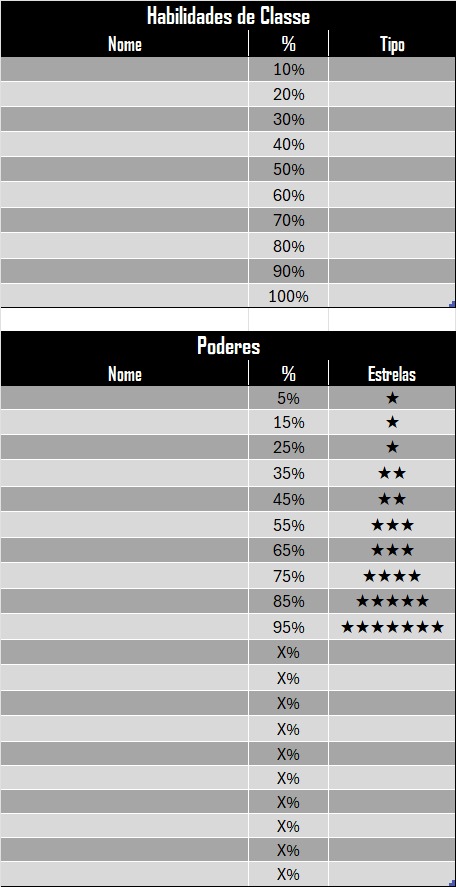 Habilidades de Classe
Nome % Tipo
10%
20%
30%
40%
50%
60%
70%
80%
90%
100%
Poderes
Nome % Estrelas
5% ★
15% ★
25% ★
35% ★★
45% ★★
55% ★★★
65% ★★★
75% ★★★★
85% ★★★★★
95% ★★★★★★★
X%
X%
X%
X%
X%
X%
X%
X%
X%
X%